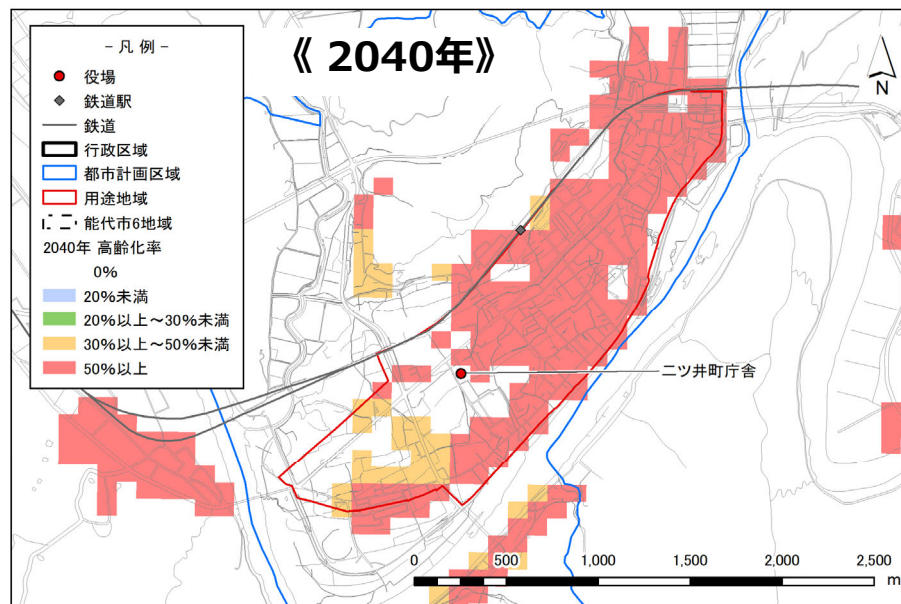 《 2040年》
- 凡 例 -
役場
鉄道駅
鉄道
行政区域
都市計画区域
用途地域
能代市6地域
2040年 高齢化率
0%
20%未満
20%以上～30%未満
30%以上～50%未満
50%以上
N
二ツ井町庁舎
0 500 1,000 1,500 2,000 2,500
m